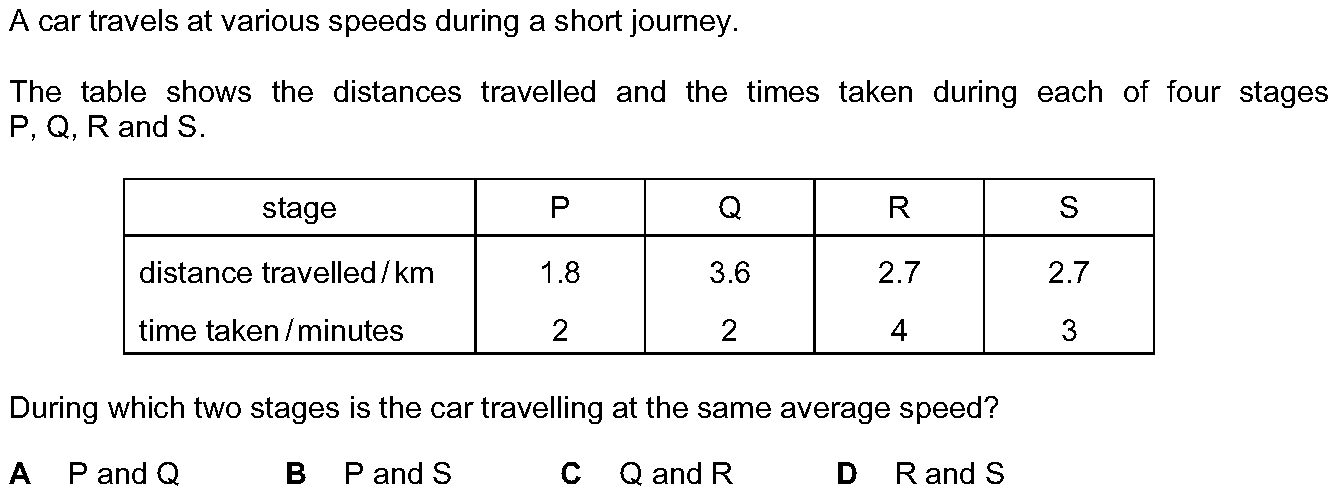 A car travels at various speeds during a short journey.
The table shows the distances travelled and the times taken during each of four stages
P, Q, R and S.
stage P Q R S
distance travelled / km 1.8 3.6 2.7 2.7
time taken / minutes 2 2 4 3
During which two stages is the car travelling at the same average speed?
A P and Q B P and S C Q and R D R and S